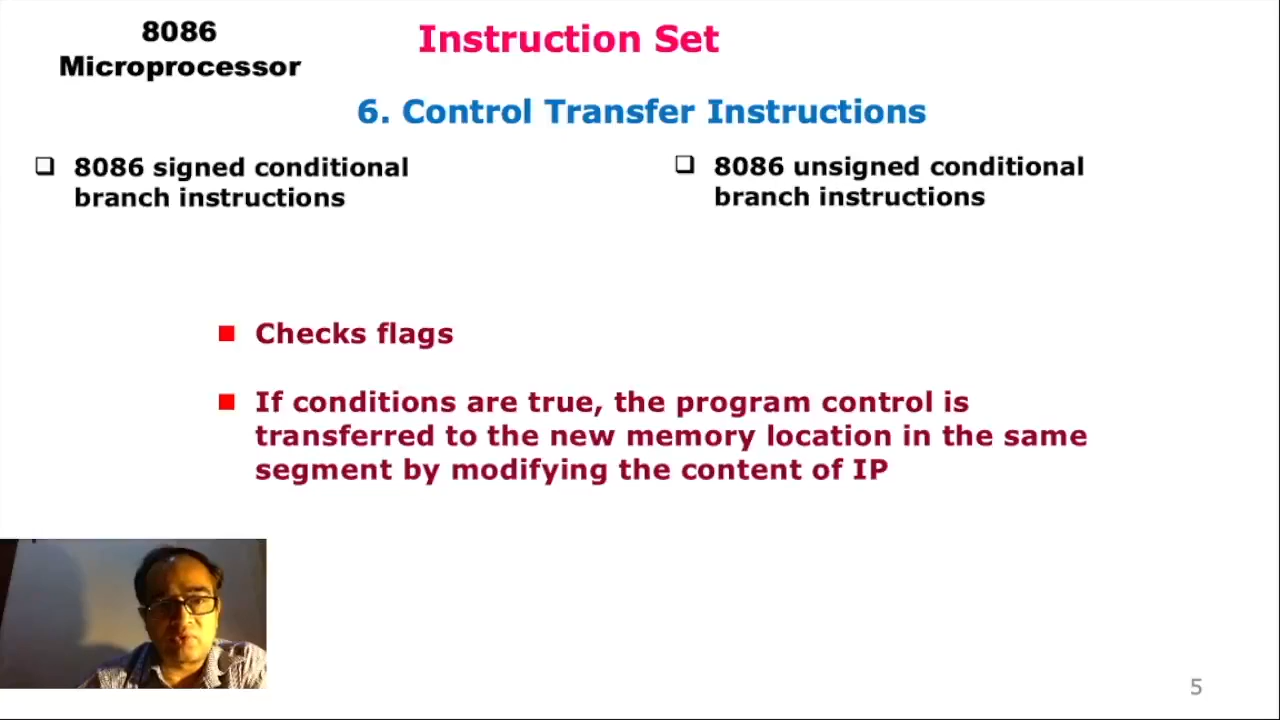 8086
Microprocessor
Instruction Set
6. Control Transfer Instructions
❑ 8086 signed conditional
branch instructions
❑ 8086 unsigned conditional
branch instructions
■ Checks flags
■ If conditions are true, the program control is
transferred to the new memory location in the same
segment by modifying the content of IP
5